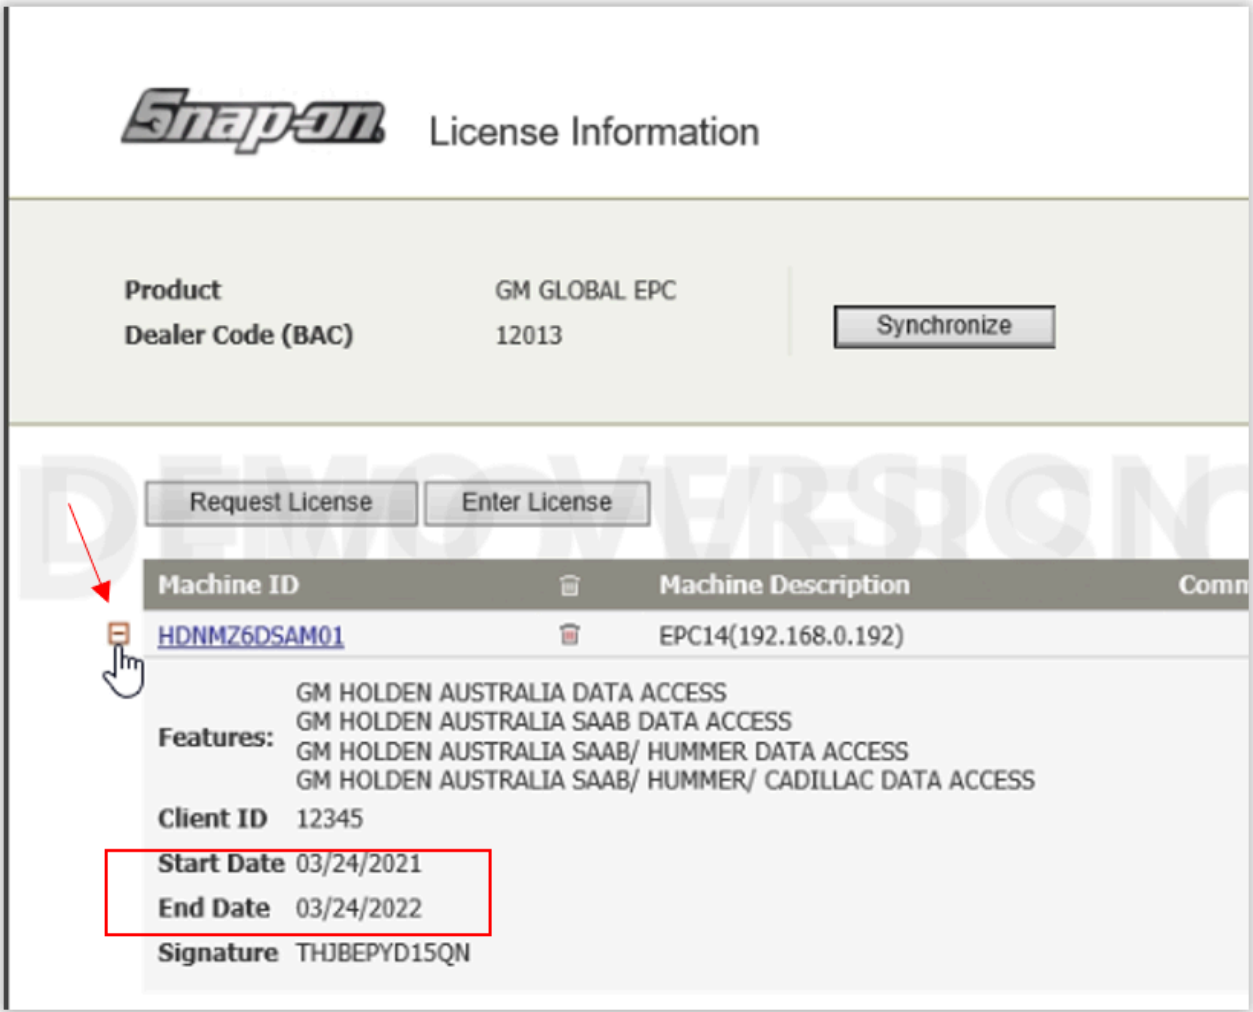 Snap-on License Information
Product GM GLOBAL EPC
Dealer Code (BAC) 12013
Synchronize
DEMO VERSION
Request License Enter License
Machine ID Machine Description Comm
HDNMZ6DSAM01 EPC14(192.168.0.192)
Features:
GM HOLDEN AUSTRALIA DATA ACCESS
GM HOLDEN AUSTRALIA SAAB DATA ACCESS
GM HOLDEN AUSTRALIA SAAB/ HUMMER DATA ACCESS
GM HOLDEN AUSTRALIA SAAB/ HUMMER/ CADILLAC DATA ACCESS
Client ID 12345
Start Date 03/24/2021
End Date 03/24/2022
Signature THJBEPYD15QN